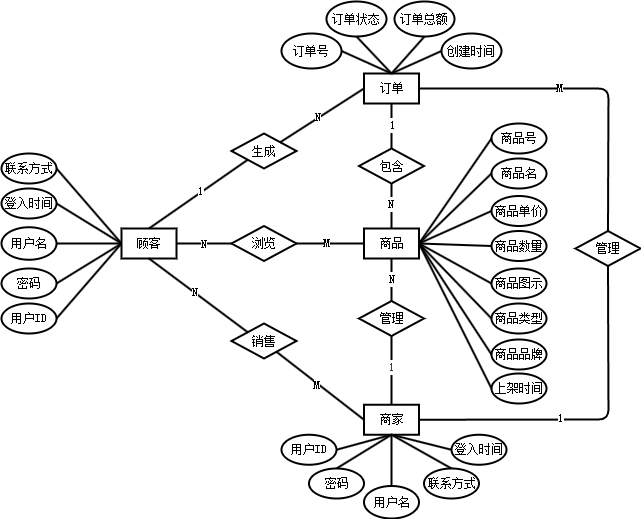 订单状态
订单总额
订单号
创建时间
订单
M
N
1
生成
包含
商品号
联系方式
商品名
1
登入时间
N
商品单价
用户名
顾客
N
浏览
M
商品
商品数量
管理
密码
N
商品图示
N
用户ID
管理
商品类型
销售
商品品牌
1
M
上架时间
商家
1
用户ID
登入时间
密码
联系方式
用户名